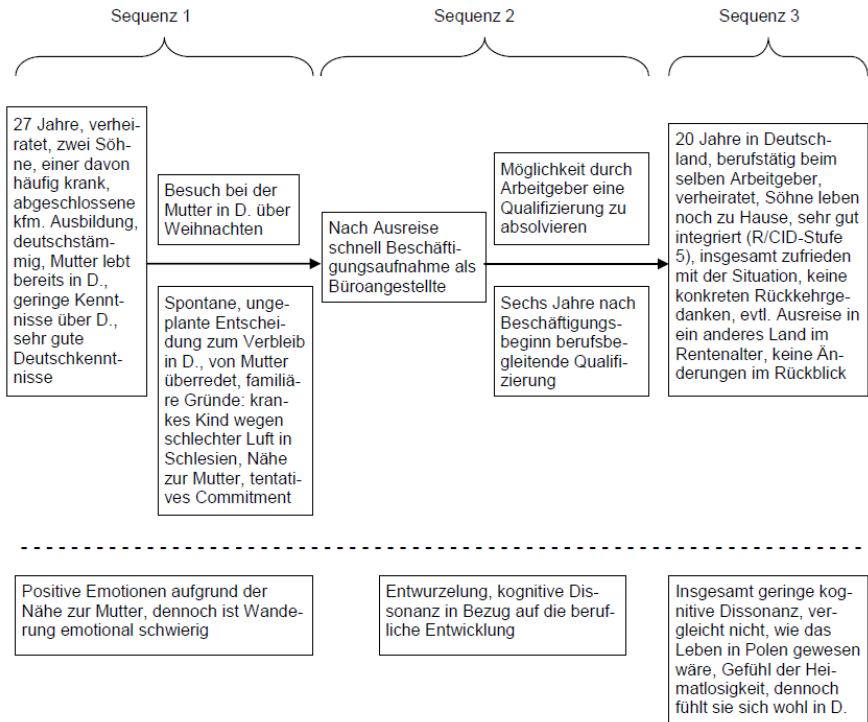 Sequenz 1
Sequenz 2
Sequenz 3
27 Jahre, verhei-
ratet, zwei Söh-
ne, einer davon
häufig krank,
abgeschlossene
kfm. Ausbildung,
deutschstäm-
mig, Mutter lebt
bereits in D.,
geringe Kennt-
nisse über D.,
sehr gute
Deutschkennt-
nisse
Besuch bei der
Mutter in D. über
Weihnachten
Spontane, unge-
plante Entschei-
dung zum Verbleib
in D., von Mutter
überredet, familiä-
re Gründe: kran-
kes Kind wegen
schlechter Luft in
Schlesien, Nähe
zur Mutter, tentati-
ves Commitment
Nach Ausreise
schnell Beschäfti-
gungsaufnahme als
Büroangestellte
Möglichkeit durch
Arbeitgeber eine
Qualifizierung zu
absolvieren
Sechs Jahre nach
Beschäftigungs-
beginn berufsbe-
gleitende Qualifi-
zierung
20 Jahre in Deutsch-
land, berufstätig beim
selben Arbeitgeber,
verheiratet, Söhne leben
noch zu Hause, sehr gut
integriert (R/CID-Stufe
5), insgesamt zufrieden
mit der Situation, keine
konkreten Rückkehrge-
danken, evtl. Ausreise in
ein anderes Land im
Rentenalter, keine Än-
derungen im Rückblick
Positive Emotionen aufgrund der
Nähe zur Mutter, dennoch ist Wande-
rung emotional schwierig
Entwurzelung, kognitive Dis-
sonanz in Bezug auf die beruf-
liche Entwicklung
Insgesamt geringe kog-
nitive Dissonanz, ver-
gleicht nicht, wie das
Leben in Polen gewesen
wäre, Gefühl der Hei-
matlosigkeit, dennoch
fühlt sie sich wohl in D.